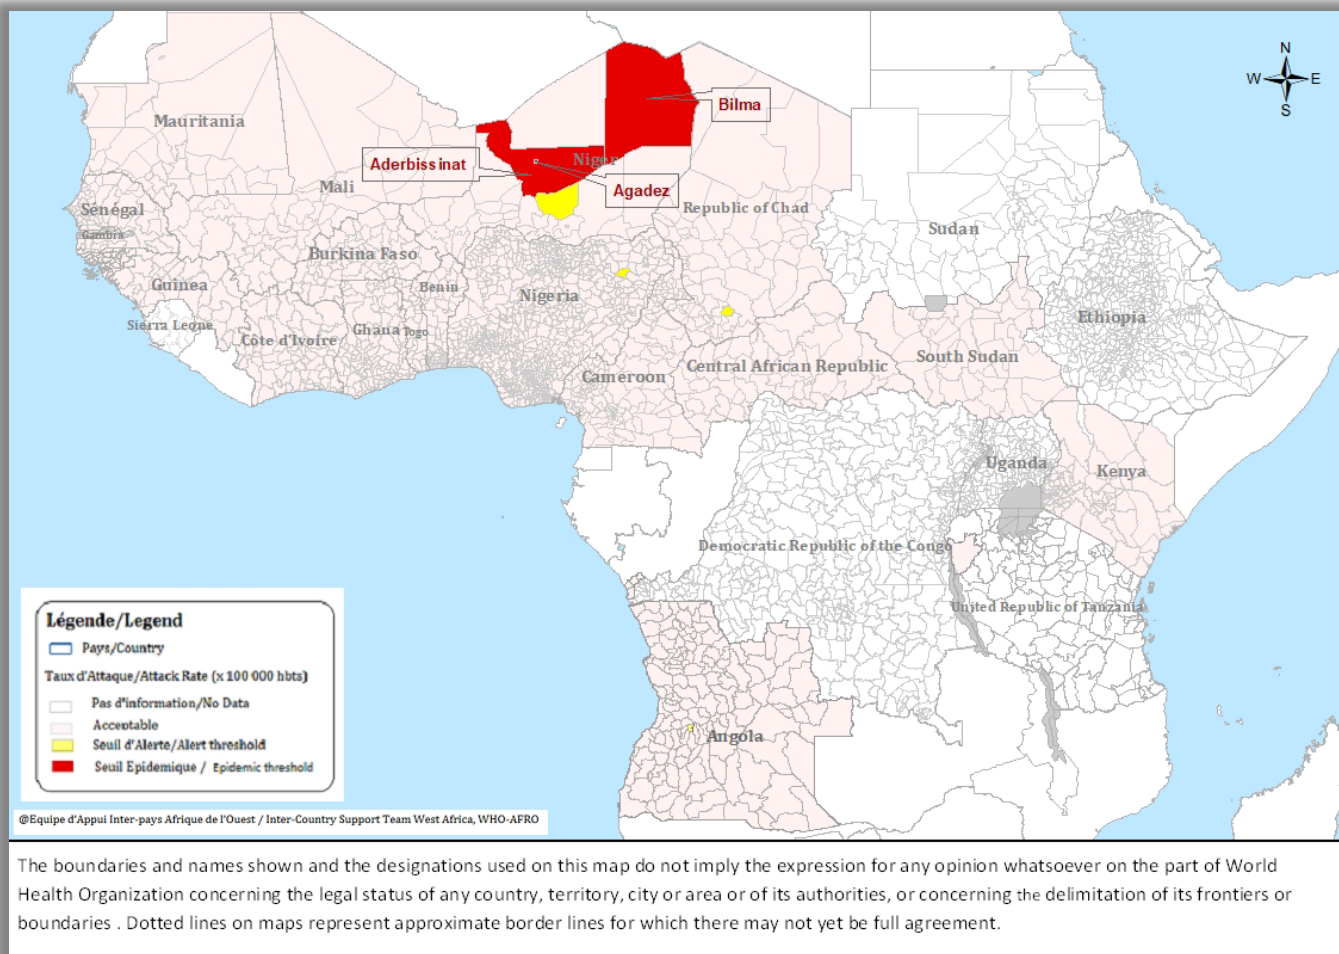 N
W E
S
Bilma
Mauritania
Aderbissinat
Niger
Agadez
Mali
Sénégal
Republic of Chad
Gambia
Sudan
Burkina Faso
Guinea
Benin
Nigeria
Sierra Leone
Ghana
Togo
Ethiopia
Côte d'Ivoire
South Sudan
Central African Republic
Cameroon
Uganda
Kenya
Democratic Republic of the Congo
United Republic of Tanzania
Angola
Légende/Legend
Pays/Country
Taux d'Attaque/Attack Rate (x 100 000 hbts)
Pas d'information/No Data
Acceptable
Seuil d'Alerte/Alert threshold
Seuil Epidemique / Epidemic threshold
@Equipe d'Appui Inter-pays Afrique de l'Ouest / Inter-Country Support Team West Africa, WHO-AFRO
The boundaries and names shown and the designations used on this map do not imply the expression for any opinion whatsoever on the part of World
Health Organization concerning the legal status of any country, territory, city or area or of its authorities, or concerning the delimitation of its frontiers or
boundaries . Dotted lines on maps represent approximate border lines for which there may not yet be full agreement.